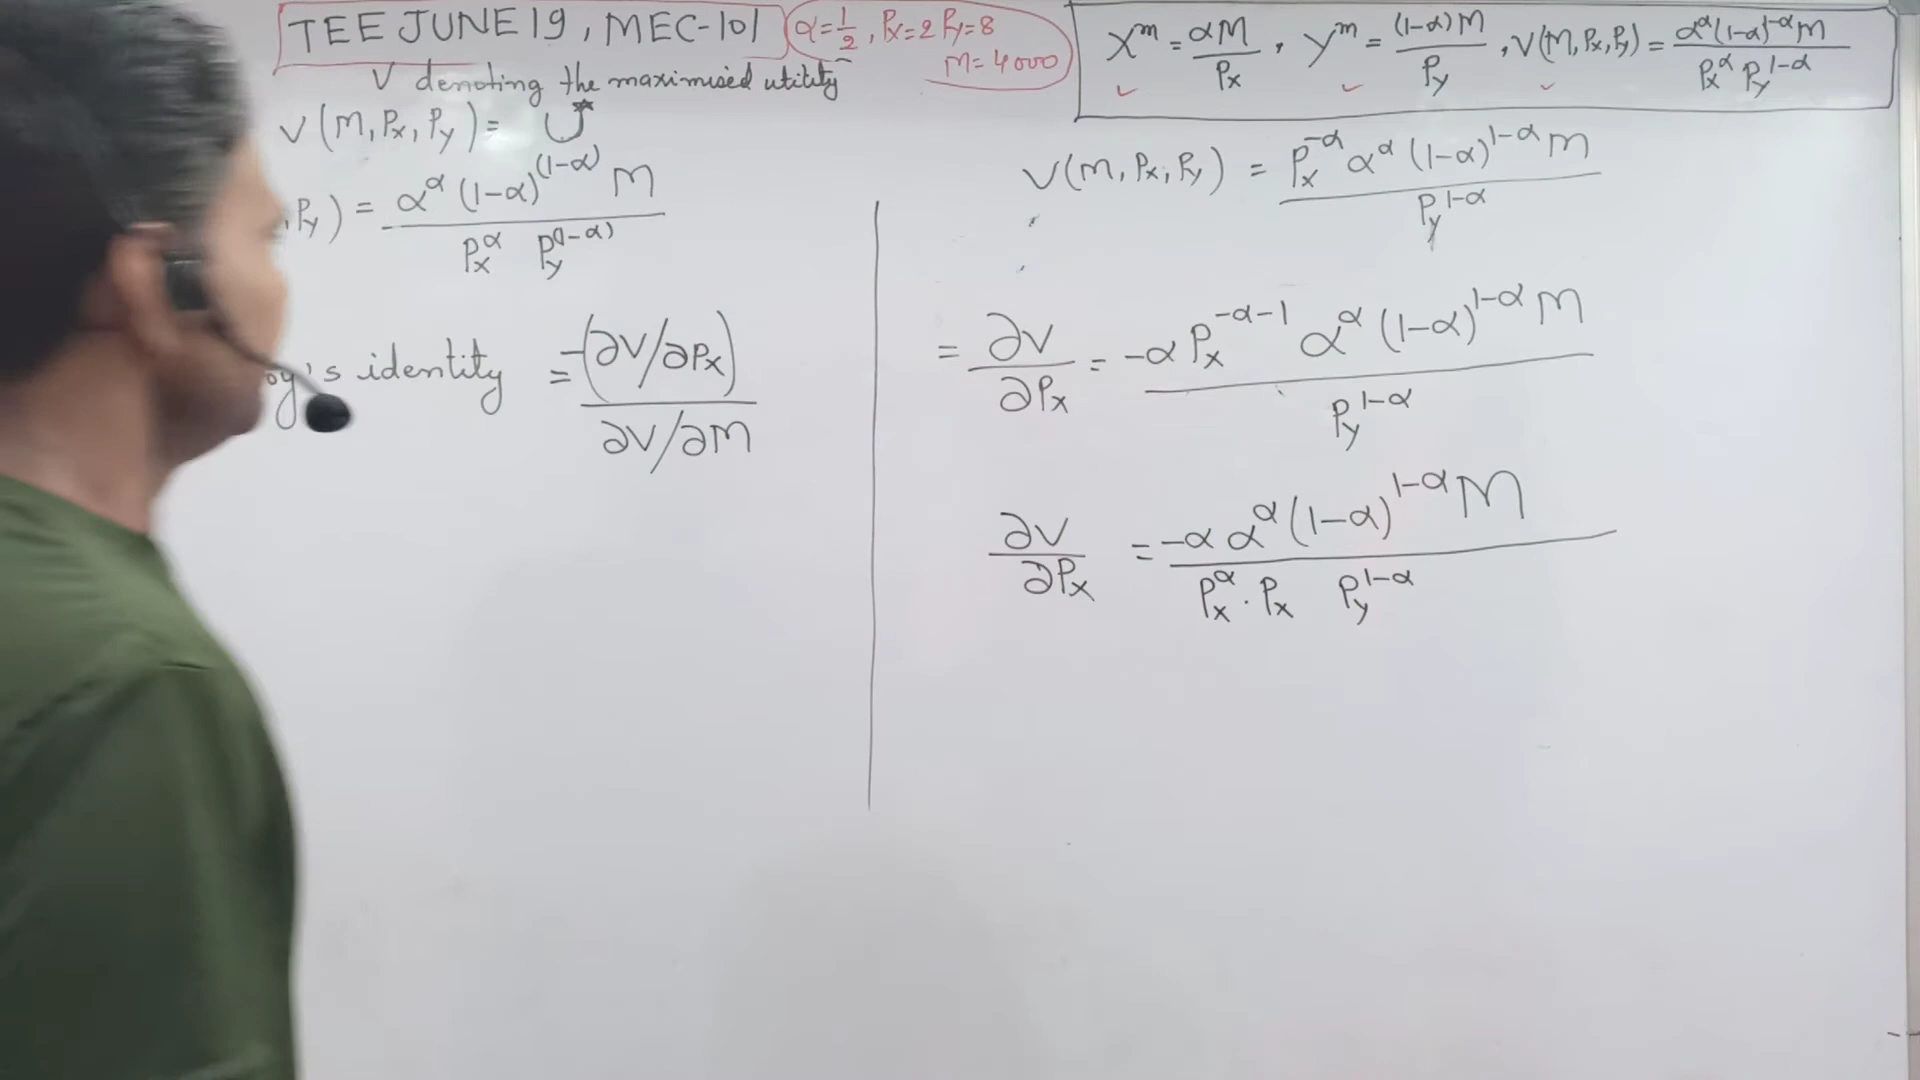 TEE JUNE 19, MEC-101
α = 1/2, Px = 2 Py = 8
M = 4000
X^m = αM/Px, Y^m = (1-α)M/Py, V(M, Px, Py) = α^α (1-α)^1-α M / Px^α Py^1-α
V denoting the maximised utility
V(M, Px, Py) = U*
, Py) = α^α (1-α)^(1-α) M / Px^α Py^(1-α)
oy's identity = -(∂V/∂Px) / ∂V/∂M
V(M, Px, Py) = Px^-α α^α (1-α)^1-α M / Py^1-α
= ∂V/∂Px = -α Px^-α-1 α^α (1-α)^1-α M / Py^1-α
∂V/∂Px = -α α^α (1-α)^1-α M / Px^α . Px Py^1-α